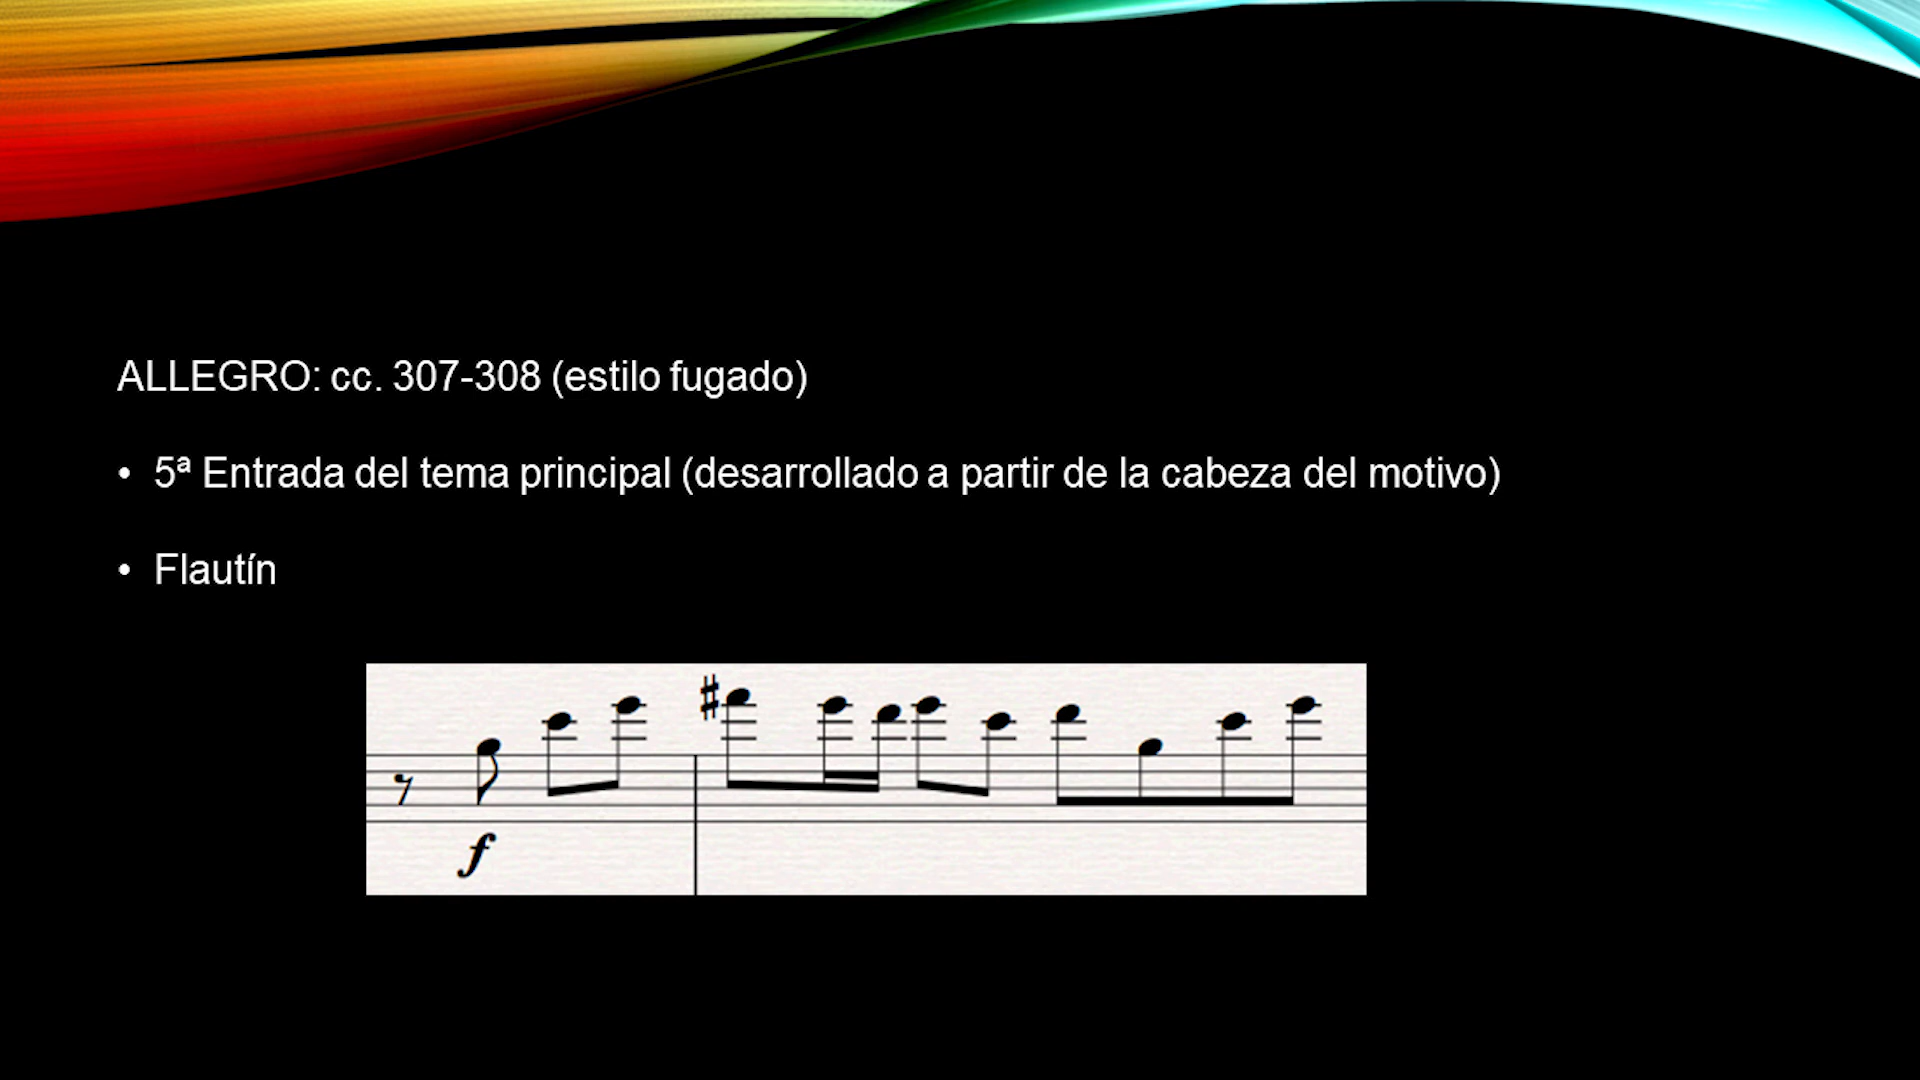 ALLEGRO: cc. 307-308 (estilo fugado)
• 5ª Entrada del tema principal (desarrollado a partir de la cabeza del motivo)
• Flautín
f